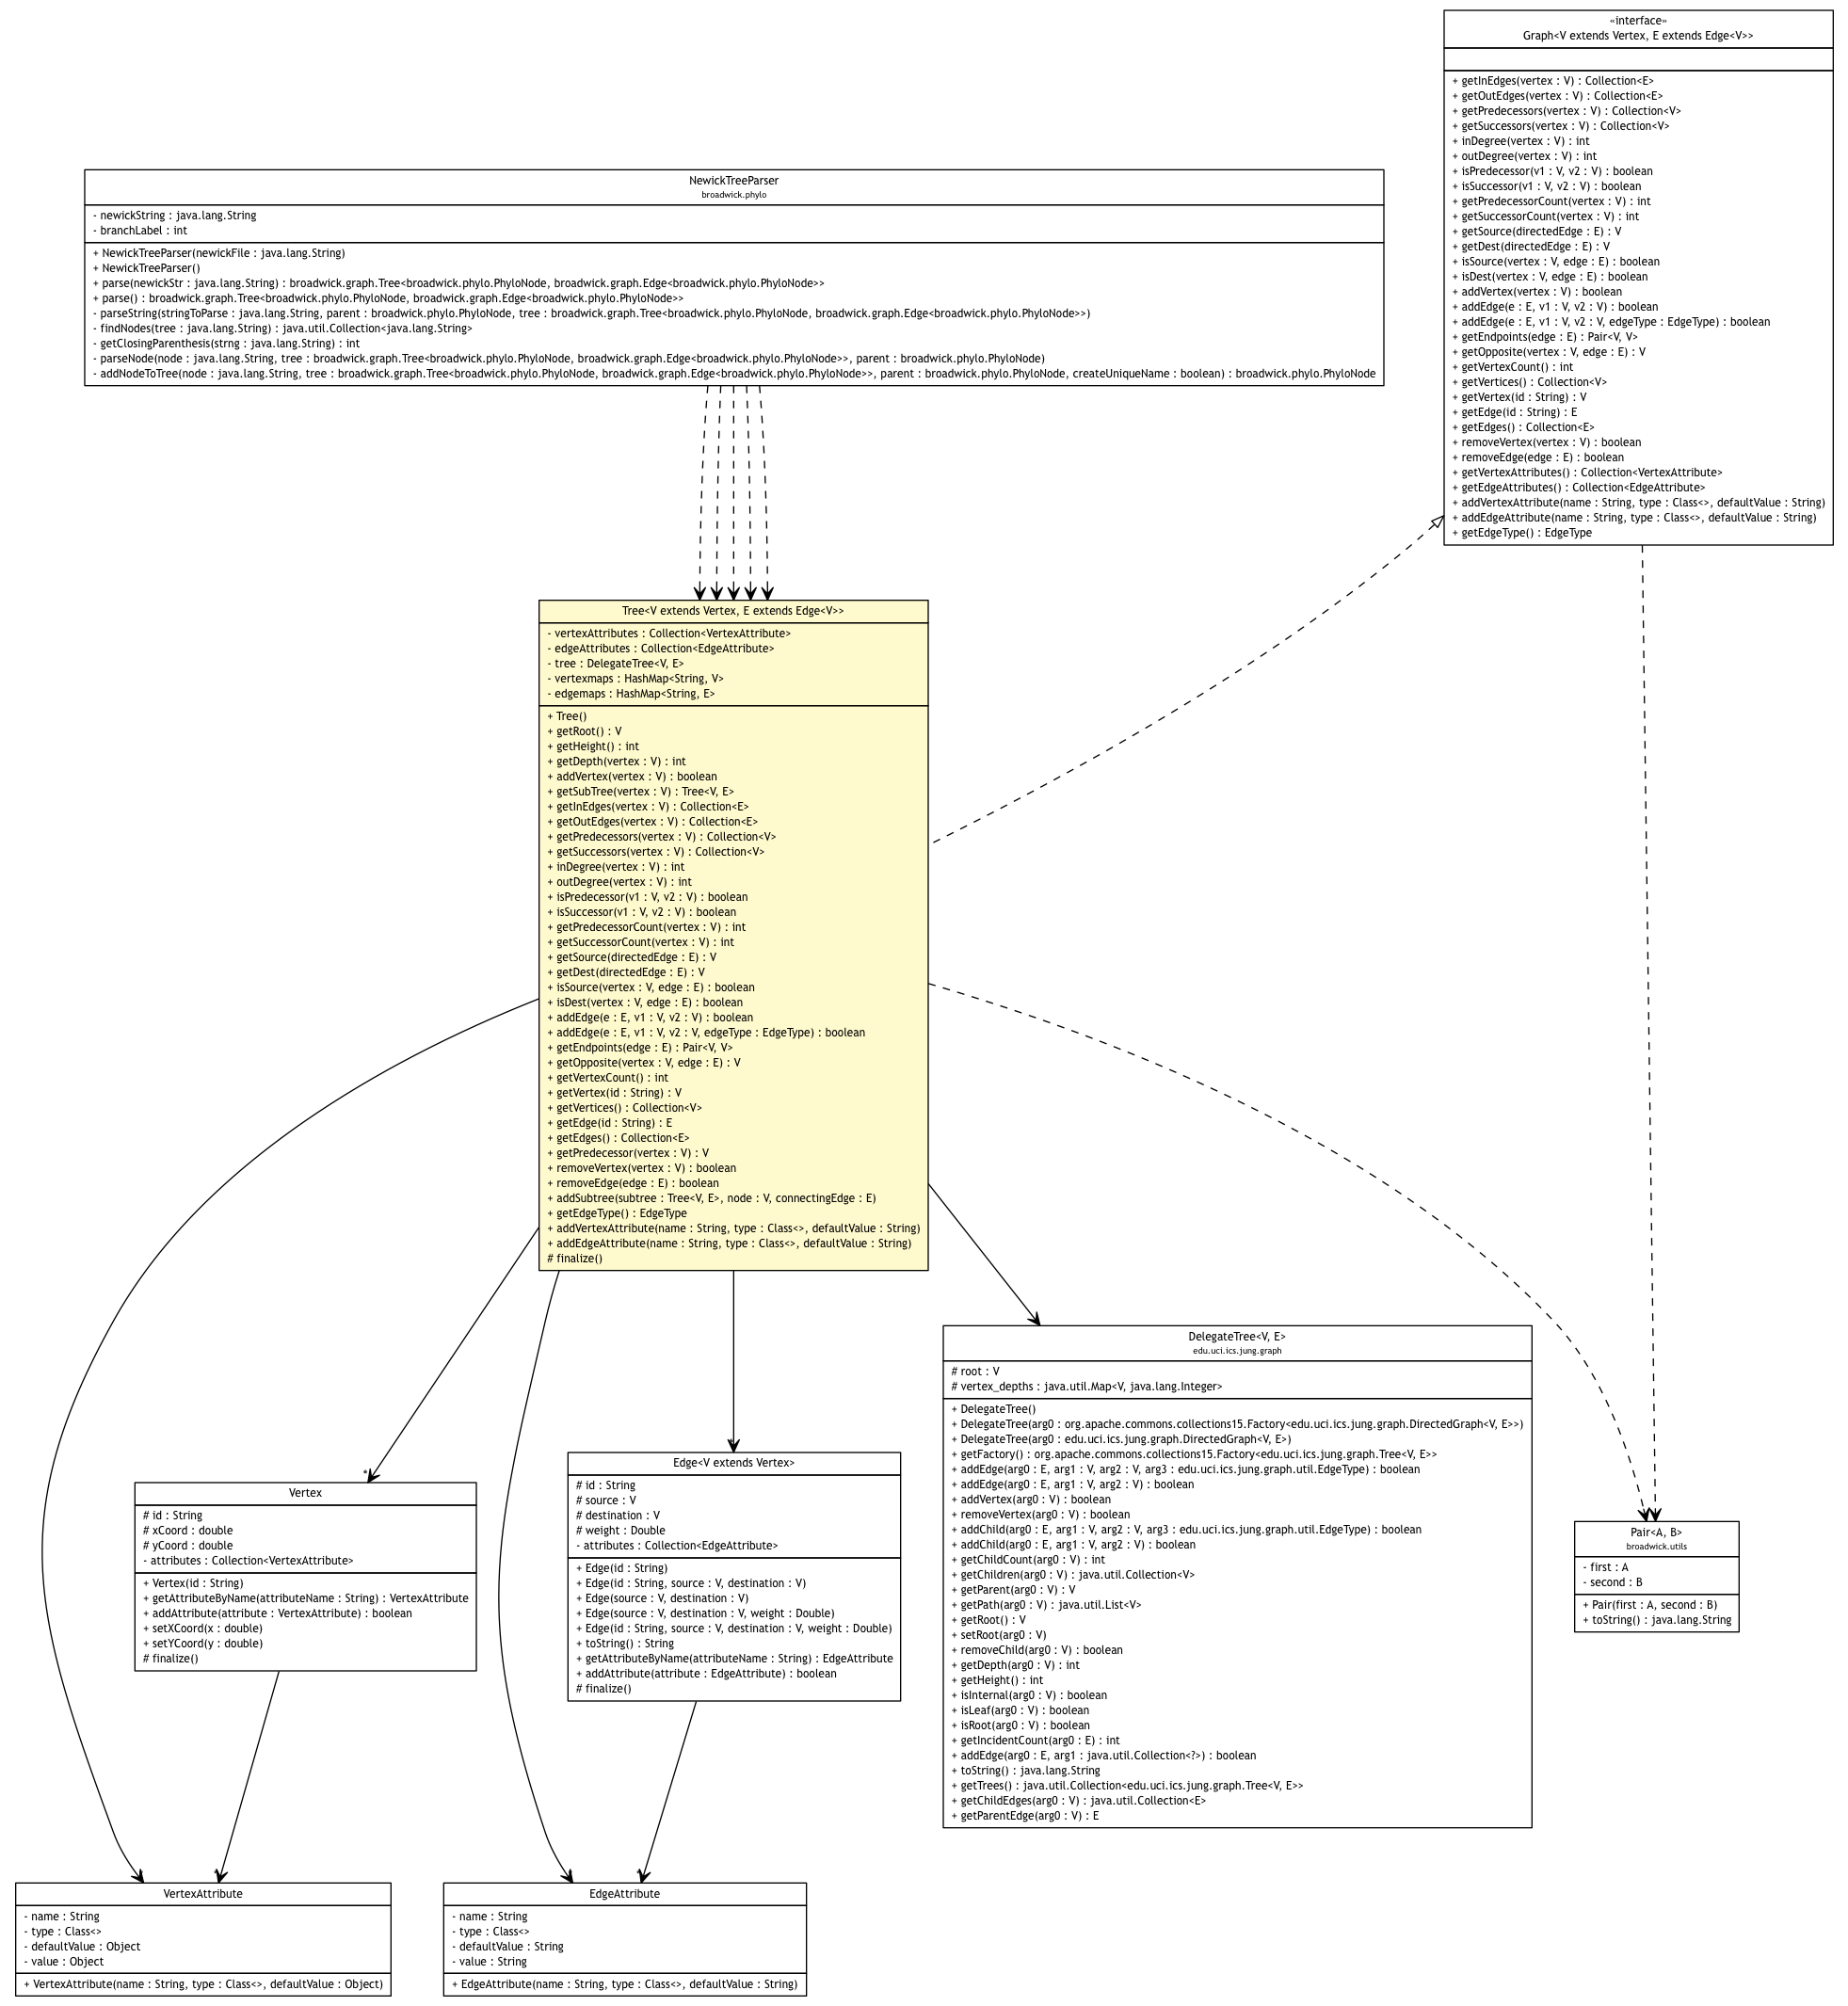 «interface»
Graph<V extends Vertex, E extends Edge<V>>
+ getInEdges(vertex : V) : Collection<E>
+ getOutEdges(vertex : V) : Collection<E>
+ getPredecessors(vertex : V) : Collection<V>
+ getSuccessors(vertex : V) : Collection<V>
+ inDegree(vertex : V) : int
+ outDegree(vertex : V) : int
+ isPredecessor(v1 : V, v2 : V) : boolean
+ isSuccessor(v1 : V, v2 : V) : boolean
+ getPredecessorCount(vertex : V) : int
+ getSuccessorCount(vertex : V) : int
+ getSource(directedEdge : E) : V
+ getDest(directedEdge : E) : V
+ isSource(vertex : V, edge : E) : boolean
+ isDest(vertex : V, edge : E) : boolean
+ addVertex(vertex : V) : boolean
+ addEdge(e : E, v1 : V, v2 : V) : boolean
+ addEdge(e : E, v1 : V, v2 : V, edgeType : EdgeType) : boolean
+ getEndpoints(edge : E) : Pair<V, V>
+ getOpposite(vertex : V, edge : E) : V
+ getVertexCount() : int
+ getVertices() : Collection<V>
+ getVertex(id : String) : V
+ getEdge(id : String) : E
+ getEdges() : Collection<E>
+ removeVertex(vertex : V) : boolean
+ removeEdge(edge : E) : boolean
+ getVertexAttributes() : Collection<VertexAttribute>
+ getEdgeAttributes() : Collection<EdgeAttribute>
+ addVertexAttribute(name : String, type : Class<>, defaultValue : String)
+ addEdgeAttribute(name : String, type : Class<>, defaultValue : String)
+ getEdgeType() : EdgeType
NewickTreeParser
broadwick.phylo
- newickString : java.lang.String
- branchLabel : int
+ NewickTreeParser(newickFile : java.lang.String)
+ NewickTreeParser()
+ parse(newickStr : java.lang.String) : broadwick.graph.Tree<broadwick.phylo.PhyloNode, broadwick.graph.Edge<broadwick.phylo.PhyloNode>>
+ parse() : broadwick.graph.Tree<broadwick.phylo.PhyloNode, broadwick.graph.Edge<broadwick.phylo.PhyloNode>>
- parseString(stringToParse : java.lang.String, parent : broadwick.phylo.PhyloNode, tree : broadwick.graph.Tree<broadwick.phylo.PhyloNode, broadwick.graph.Edge<broadwick.phylo.PhyloNode>>)
- findNodes(tree : java.lang.String) : java.util.Collection<java.lang.String>
- getClosingParenthesis(strng : java.lang.String) : int
- parseNode(node : java.lang.String, tree : broadwick.graph.Tree<broadwick.phylo.PhyloNode, broadwick.graph.Edge<broadwick.phylo.PhyloNode>>, parent : broadwick.phylo.PhyloNode)
- addNodeToTree(node : java.lang.String, tree : broadwick.graph.Tree<broadwick.phylo.PhyloNode, broadwick.graph.Edge<broadwick.phylo.PhyloNode>>, parent : broadwick.phylo.PhyloNode, createUniqueName : boolean) : broadwick.phylo.PhyloNode
Tree<V extends Vertex, E extends Edge<V>>
- vertexAttributes : Collection<VertexAttribute>
- edgeAttributes : Collection<EdgeAttribute>
- tree : DelegateTree<V, E>
- vertexmaps : HashMap<String, V>
- edgemaps : HashMap<String, E>
+ Tree()
+ getRoot() : V
+ getHeight() : int
+ getDepth(vertex : V) : int
+ addVertex(vertex : V) : boolean
+ getSubTree(vertex : V) : Tree<V, E>
+ getInEdges(vertex : V) : Collection<E>
+ getOutEdges(vertex : V) : Collection<E>
+ getPredecessors(vertex : V) : Collection<V>
+ getSuccessors(vertex : V) : Collection<V>
+ inDegree(vertex : V) : int
+ outDegree(vertex : V) : int
+ isPredecessor(v1 : V, v2 : V) : boolean
+ isSuccessor(v1 : V, v2 : V) : boolean
+ getPredecessorCount(vertex : V) : int
+ getSuccessorCount(vertex : V) : int
+ getSource(directedEdge : E) : V
+ getDest(directedEdge : E) : V
+ isSource(vertex : V, edge : E) : boolean
+ isDest(vertex : V, edge : E) : boolean
+ addEdge(e : E, v1 : V, v2 : V) : boolean
+ addEdge(e : E, v1 : V, v2 : V, edgeType : EdgeType) : boolean
+ getEndpoints(edge : E) : Pair<V, V>
+ getOpposite(vertex : V, edge : E) : V
+ getVertexCount() : int
+ getVertex(id : String) : V
+ getVertices() : Collection<V>
+ getEdge(id : String) : E
+ getEdges() : Collection<E>
+ getPredecessor(vertex : V) : V
+ removeVertex(vertex : V) : boolean
+ removeEdge(edge : E) : boolean
+ addSubtree(subtree : Tree<V, E>, node : V, connectingEdge : E)
+ getEdgeType() : EdgeType
+ addVertexAttribute(name : String, type : Class<>, defaultValue : String)
+ addEdgeAttribute(name : String, type : Class<>, defaultValue : String)
# finalize()
DelegateTree<V, E>
edu.uci.ics.jung.graph
# root : V
# vertex_depths : java.util.Map<V, java.lang.Integer>
+ DelegateTree()
+ DelegateTree(arg0 : org.apache.commons.collections15.Factory<edu.uci.ics.jung.graph.DirectedGraph<V, E>>)
+ DelegateTree(arg0 : edu.uci.ics.jung.graph.DirectedGraph<V, E>)
+ getFactory() : org.apache.commons.collections15.Factory<edu.uci.ics.jung.graph.Tree<V, E>>
+ addEdge(arg0 : E, arg1 : V, arg2 : V, arg3 : edu.uci.ics.jung.graph.util.EdgeType) : boolean
+ addEdge(arg0 : E, arg1 : V, arg2 : V) : boolean
+ addVertex(arg0 : V) : boolean
+ removeVertex(arg0 : V) : boolean
+ addChild(arg0 : E, arg1 : V, arg2 : V, arg3 : edu.uci.ics.jung.graph.util.EdgeType) : boolean
+ addChild(arg0 : E, arg1 : V, arg2 : V) : boolean
+ getChildCount(arg0 : V) : int
+ getChildren(arg0 : V) : java.util.Collection<V>
+ getParent(arg0 : V) : V
+ getPath(arg0 : V) : java.util.List<V>
+ getRoot() : V
+ setRoot(arg0 : V)
+ removeChild(arg0 : V) : boolean
+ getDepth(arg0 : V) : int
+ getHeight() : int
+ isInternal(arg0 : V) : boolean
+ isLeaf(arg0 : V) : boolean
+ isRoot(arg0 : V) : boolean
+ getIncidentCount(arg0 : E) : int
+ addEdge(arg0 : E, arg1 : java.util.Collection<?>) : boolean
+ toString() : java.lang.String
+ getTrees() : java.util.Collection<edu.uci.ics.jung.graph.Tree<V, E>>
+ getChildEdges(arg0 : V) : java.util.Collection<E>
+ getParentEdge(arg0 : V) : E
Edge<V extends Vertex>
# id : String
# source : V
# destination : V
# weight : Double
- attributes : Collection<EdgeAttribute>
+ Edge(id : String)
+ Edge(id : String, source : V, destination : V)
+ Edge(source : V, destination : V)
+ Edge(source : V, destination : V, weight : Double)
+ Edge(id : String, source : V, destination : V, weight : Double)
+ toString() : String
+ getAttributeByName(attributeName : String) : EdgeAttribute
+ addAttribute(attribute : EdgeAttribute) : boolean
# finalize()
*
Vertex
# id : String
# xCoord : double
# yCoord : double
- attributes : Collection<VertexAttribute>
+ Vertex(id : String)
+ getAttributeByName(attributeName : String) : VertexAttribute
+ addAttribute(attribute : VertexAttribute) : boolean
+ setXCoord(x : double)
+ setYCoord(y : double)
# finalize()
Pair<A, B>
broadwick.utils
- first : A
- second : B
+ Pair(first : A, second : B)
+ toString() : java.lang.String
VertexAttribute
- name : String
- type : Class<>
- defaultValue : Object
- value : Object
+ VertexAttribute(name : String, type : Class<>, defaultValue : Object)
EdgeAttribute
- name : String
- type : Class<>
- defaultValue : String
- value : String
+ EdgeAttribute(name : String, type : Class<>, defaultValue : String)